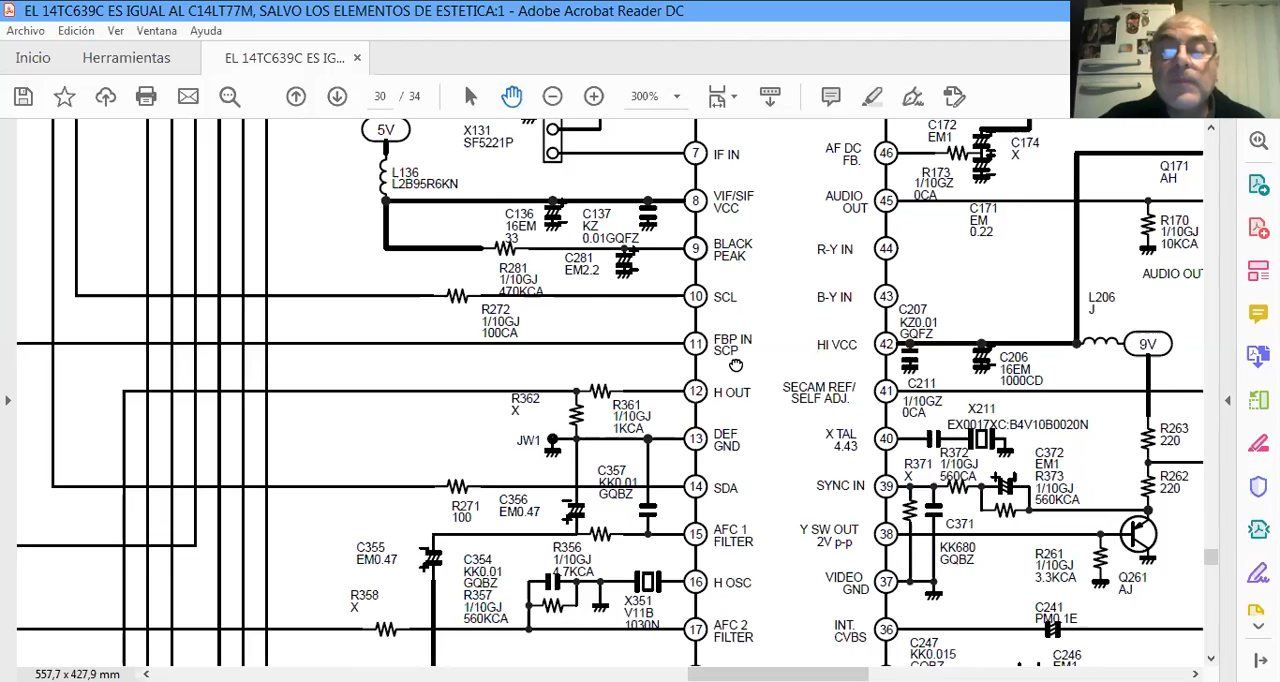 EL 14TC639C ES IGUAL AL C14LT77M, SALVO LOS ELEMENTOS DE ESTETICA:1 - Adobe Acrobat Reader DC
Archivo Edición Ver Ventana Ayuda
Inicio Herramientas EL 14TC639C ES IG... ×
30 / 34 300%
5V
X131
SF5221P
L136
L2B95R6KN
7 IF IN
8 VIF/SIF
VCC
C136
16EM
33
C137
KZ
0.01GQFZ
9 BLACK
PEAK
C281
EM2.2
R281
1/10GJ
470KCA
10 SCL
R272
1/10GJ
100CA
11 FBP IN
SCP
12 H OUT
R362
X
R361
1/10GJ
1KCA
JW1
13 DEF
GND
C357
KK0.01
GQBZ
14 SDA
R271
100
C356
EM0.47
15 AFC 1
FILTER
C355
EM0.47
C354
KK0.01
GQBZ
R357
1/10GJ
560KCA
R356
1/10GJ
4.7KCA
R358
X
X351
V11B
1030N
16 H OSC
17 AFC 2
FILTER
C172
EM1
C174
X
AF DC
FB. 46
R173
1/10GZ
0CA
Q171
AH
AUDIO
OUT 45
C171
EM
0.22
R170
1/10GJ
10KCA
R-Y IN 44
AUDIO OUT
B-Y IN 43
C207
KZ0.01
GQFZ
L206
J
HI VCC 42
9V
C206
16EM
1000CD
SECAM REF/
SELF ADJ. 41
C211
1/10GZ
0CA
X211
EX0017XC:B4V10B0020N
X TAL
4.43 40
R263
220
R371
X
R372
1/10GJ
560CA
C372
EM1
R373
1/10GJ
560KCA
SYNC IN 39
R262
220
C371
KK680
GQBZ
Y SW OUT
2V p-p 38
R261
1/10GJ
3.3KCA
Q261
AJ
VIDEO
GND 37
C241
PM0.1E
INT.
CVBS 36
C247
KK0.015
GQBZ
C246
EM1
557,7 x 427,9 mm